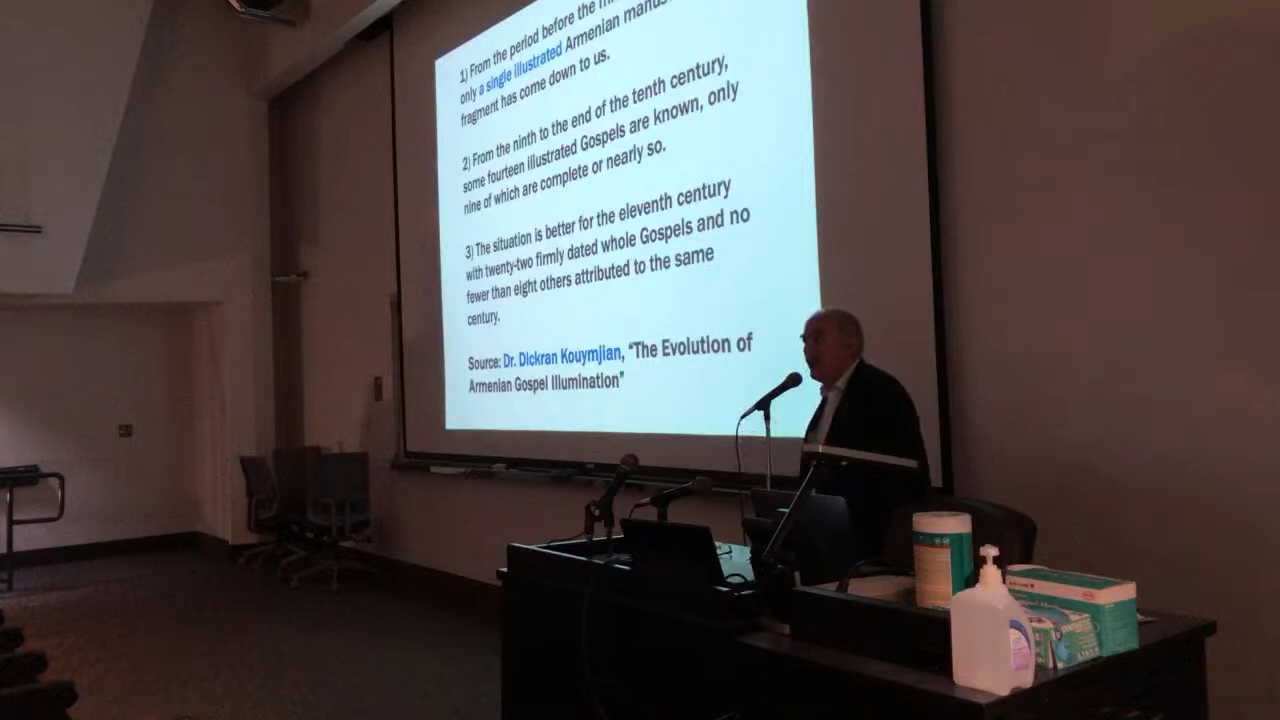 1) From the period before the
only a single illustrated Armenian
fragment has come down to us.
2) From the ninth to the end of the tenth century,
some fourteen illustrated Gospels are known, only
nine of which are complete or nearly so.
3) The situation is better for the eleventh century
with twenty-two firmly dated whole Gospels and no
fewer than eight others attributed to the same
century.
Source: Dr. Dickran Kouymjian, “The Evolution of
Armenian Gospel Illumination”